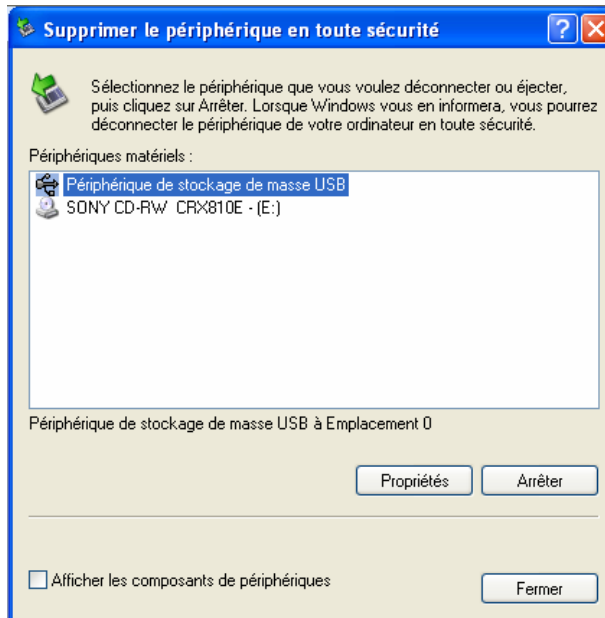 Supprimer le périphérique en toute sécurité
Sélectionnez le périphérique que vous voulez déconnecter ou éjecter,
puis cliquez sur Arrêter. Lorsque Windows vous en informera, vous pourrez
déconnecter le périphérique de votre ordinateur en toute sécurité.
Périphériques matériels :
Périphérique de stockage de masse USB
SONY CD-RW CRX810E - (E:)
Périphérique de stockage de masse USB à Emplacement 0
Propriétés Arrêter
Afficher les composants de périphériques
Fermer